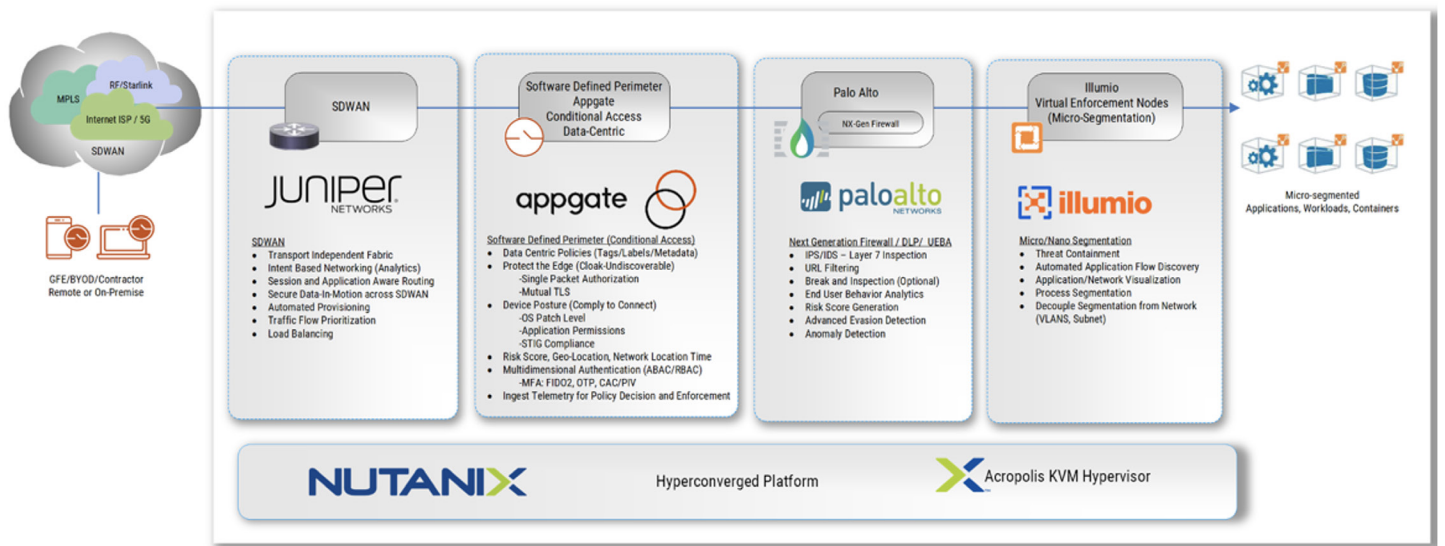 RF/Starlink
MPLS
Internet ISP / 5G
SDWAN
GFE/BYOD/Contractor
Remote or On-Premise
SDWAN
JUNIPER
NETWORKS
SDWAN
• Transport Independent Fabric
• Intent Based Networking (Analytics)
• Session and Application Aware Routing
• Secure Data-In-Motion across SDWAN
• Automated Provisioning
• Traffic Flow Prioritization
• Load Balancing
Software Defined Perimeter
Appgate
Conditional Access
Data-Centric
appgate
Software Defined Perimeter (Conditional Access)
• Data Centric Policies (Tags/Labels/Metadata)
• Protect the Edge (Cloak-Undiscoverable)
-Single Packet Authorization
-Mutual TLS
• Device Posture (Comply to Connect)
-OS Patch Level
-Application Permissions
-STIG Compliance
• Risk Score, Geo-Location, Network Location Time
• Multidimensional Authentication (ABAC/RBAC)
-MFA: FIDO2, OTP, CAC/PIV
• Ingest Telemetry for Policy Decision and Enforcement
Palo Alto
NX-Gen Firewall
paloalto
NETWORKS
Next Generation Firewall / DLP/ UEBA
• IPS/IDS – Layer 7 Inspection
• URL Filtering
• Break and Inspection (Optional)
• End User Behavior Analytics
• Risk Score Generation
• Advanced Evasion Detection
• Anomaly Detection
Illumio
Virtual Enforcement Nodes
(Micro-Segmentation)
illumio
Micro/Nano Segmentation
• Threat Containment
• Automated Application Flow Discovery
• Application/Network Visualization
• Process Segmentation
• Decouple Segmentation from Network
(VLANS, Subnet)
Micro-segmented
Applications, Workloads, Containers
NUTANIX
Hyperconverged Platform
Acropolis KVM Hypervisor